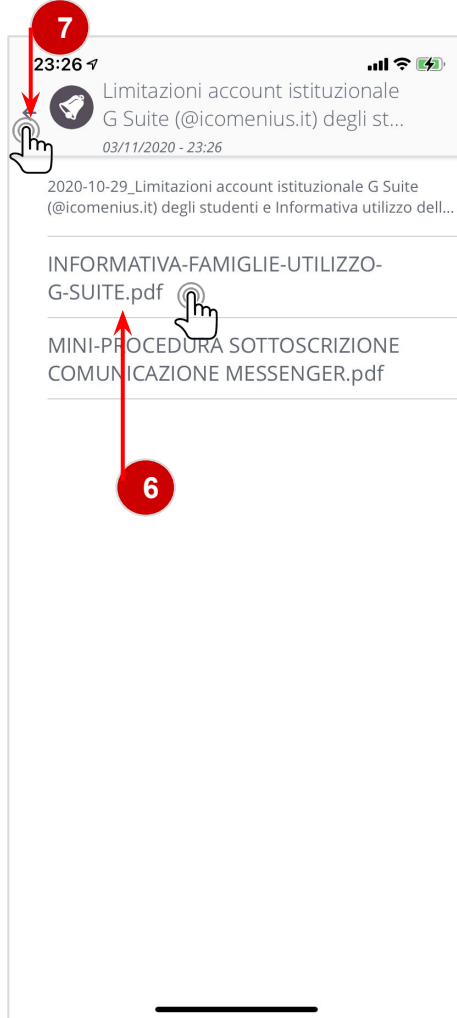 7
23:26
Limitazioni account istituzionale
G Suite (@icomenius.it) degli st...
03/11/2020 - 23:26
2020-10-29_Limitazioni account istituzionale G Suite
(@icomenius.it) degli studenti e Informativa utilizzo dell...
INFORMATIVA-FAMIGLIE-UTILIZZO-
G-SUITE.pdf
MINI-PROCEDURA SOTTOSCRIZIONE
COMUNICAZIONE MESSENGER.pdf
6